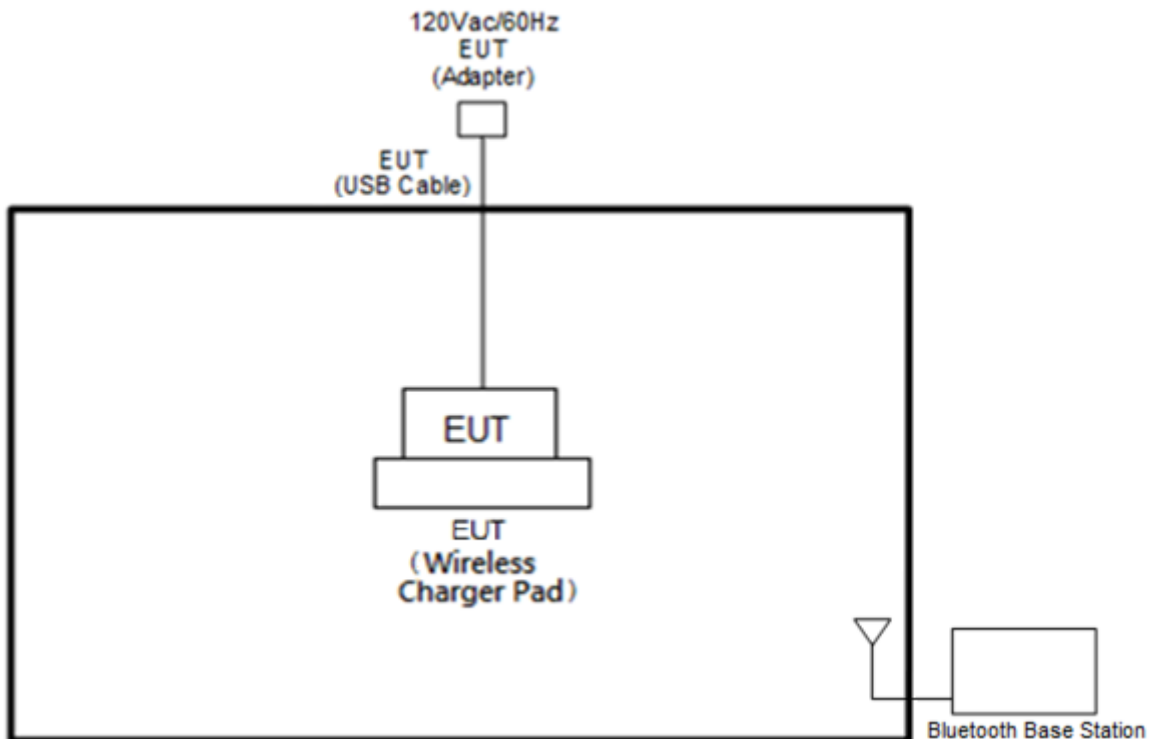 120Vac/60Hz
EUT
(Adapter)
EUT
(USB Cable)
EUT
EUT
(Wireless
Charger Pad)
Bluetooth Base Station